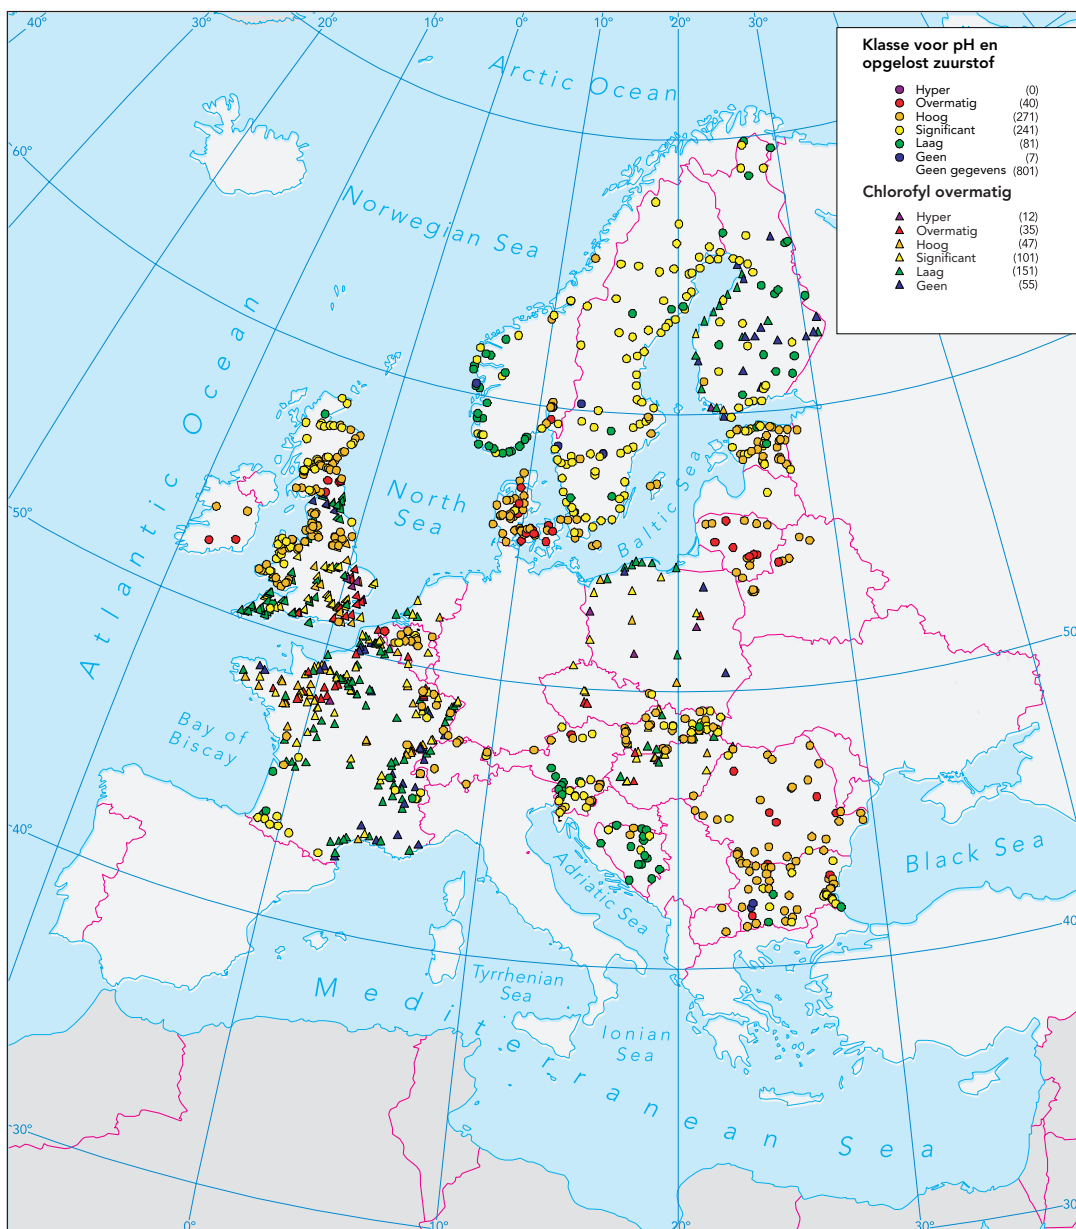 40°
30°
20°
10°
0°
10°
20°
30°
Klasse voor pH en
opgelost zuurstof
Hyper (0)
Overmatig (40)
Hoog (271)
Significant (241)
Laag (81)
Geen (7)
Geen gegevens (801)
Chlorofyl overmatig
Hyper (12)
Overmatig (35)
Hoog (47)
Significant (101)
Laag (151)
Geen (55)
Arctic Ocean
60°
Norwegian Sea
Atlantic Ocean
North
Sea
50°
Baltic Sea
50°
Bay of
Biscay
40°
Black Sea
Adriatic Sea
40°
Tyrrhenian
Sea
Mediterranean Sea
Ionian
Sea
30°
30°
0°
10°
20°
30°